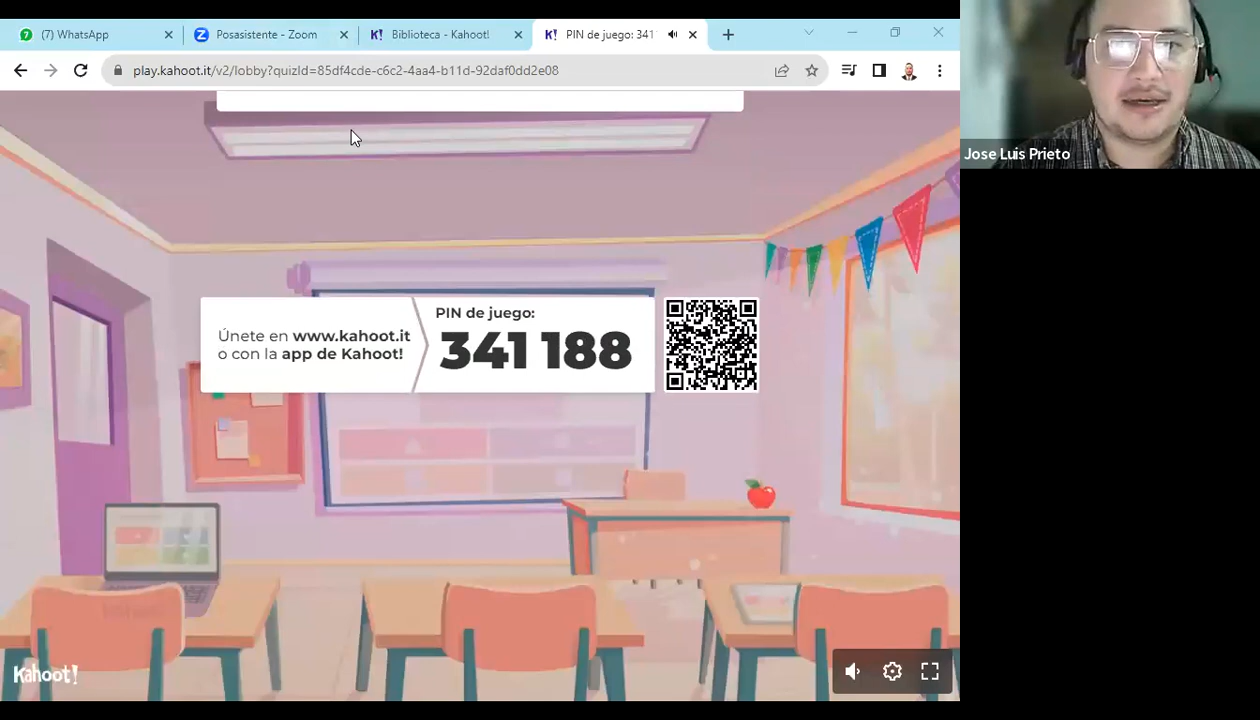 (7) WhatsApp
Posasistente - Zoom
K! Biblioteca - Kahoot!
K! PIN de juego: 341
play.kahoot.it/v2/lobby?quizId=85df4cde-c6c2-4aa4-b11d-92daf0dd2e08
Jose Luis Prieto
Únete en www.kahoot.it
o con la app de Kahoot!
PIN de juego:
341 188
Kahoot!